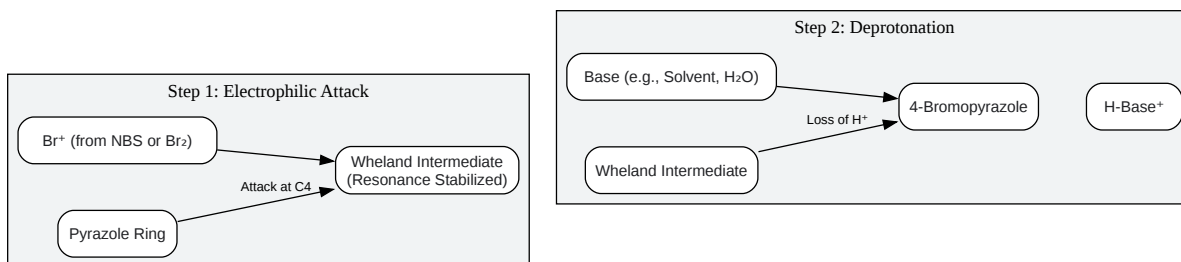 Step 1: Electrophilic Attack
Br⁺ (from NBS or Br₂)
Attack at C4
Pyrazole Ring
Wheland Intermediate
(Resonance Stabilized)
Step 2: Deprotonation
Base (e.g., Solvent, H₂O)
Loss of H⁺
Wheland Intermediate
4-Bromopyrazole
H-Base⁺